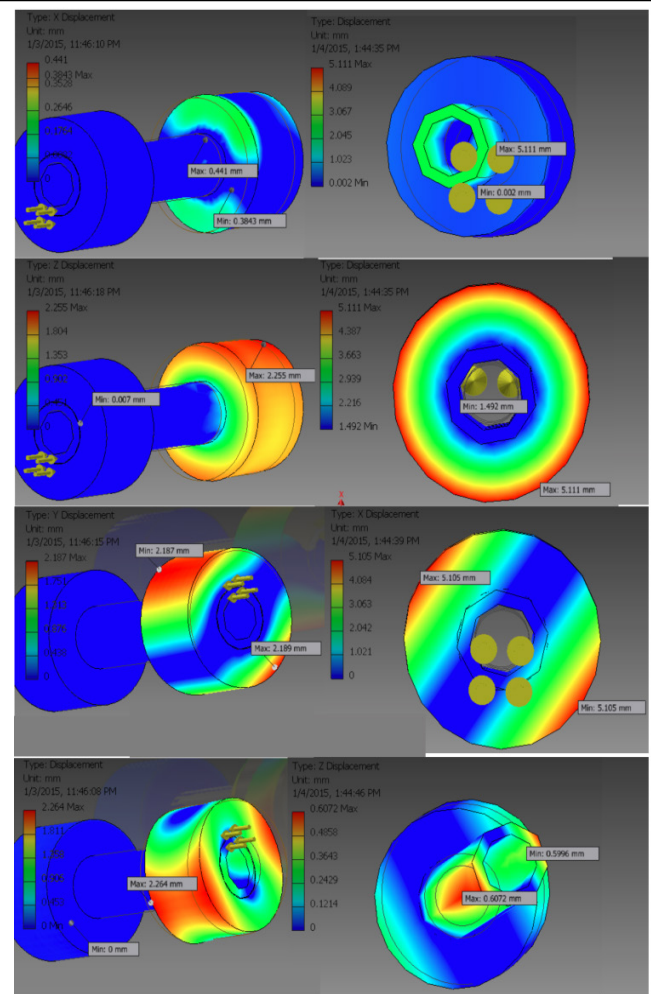 Type: X Displacement
Unit: mm
1/3/2015, 11:46:10 PM
0.441
0.3843 Max
0.3528
0.2646
0
Max: 0.441 mm
Min: 0.3843 mm
Type: Displacement
Unit: mm
1/4/2015, 1:44:35 PM
5.111 Max
4.089
3.067
2.045
1.023
0.002 Min
Max: 5.111 mm
Min: 0.002 mm
Type: Z Displacement
Unit: mm
1/3/2015, 11:46:18 PM
2.255 Max
1.804
1.353
0
Min: 0.007 mm
Max: 2.255 mm
Type: Displacement
Unit: mm
1/4/2015, 1:44:35 PM
5.111 Max
4.387
3.663
2.939
2.216
1.492 Min
Min: 1.492 mm
Max: 5.111 mm
X
Type: Y Displacement
Unit: mm
1/3/2015, 11:46:15 PM
2.187 Max
0
Min: 2.187 mm
Max: 2.189 mm
Type: X Displacement
Unit: mm
1/4/2015, 1:44:39 PM
5.105 Max
4.084
3.063
2.042
1.021
0
Max: 5.105 mm
Min: 5.105 mm
Type: Displacement
Unit: mm
1/3/2015, 11:46:08 PM
2.264 Max
1.811
0 Min
Max: 2.264 mm
Min: 0 mm
Type: Z Displacement
Unit: mm
1/4/2015, 1:44:46 PM
0.6072 Max
0.4858
0.3643
0.2429
0.1214
0
Min: 0.5996 mm
Max: 0.6072 mm